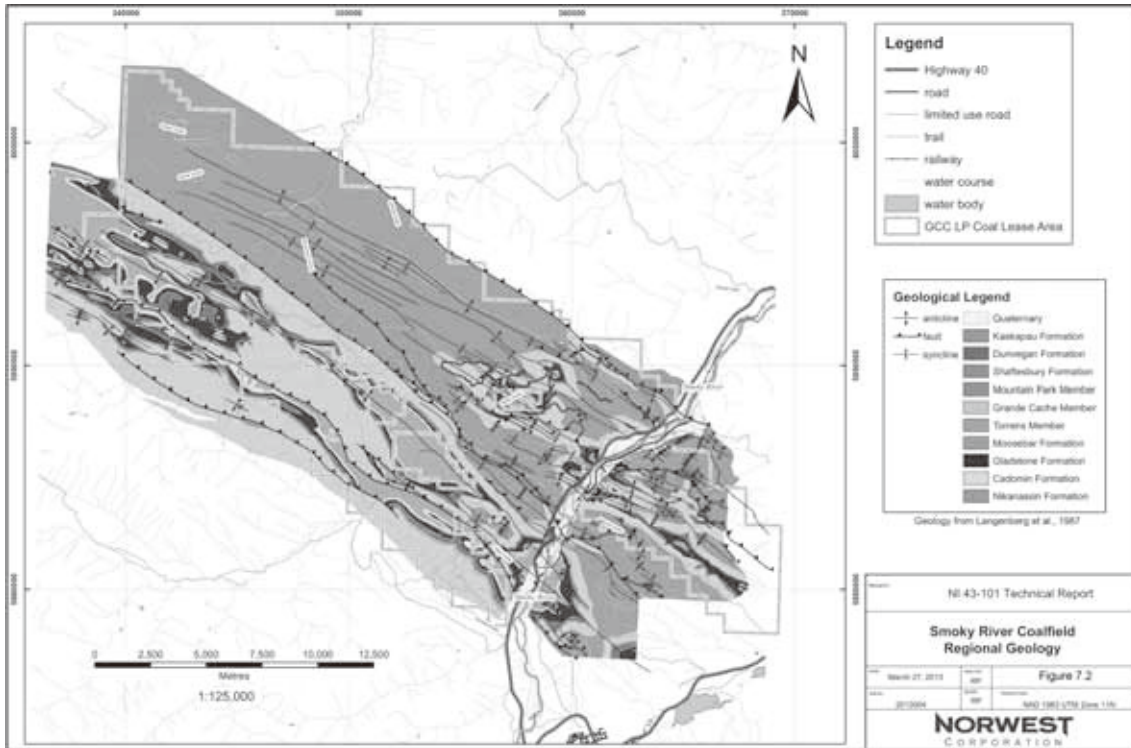 340000 350000 360000 370000
N
Legend
Highway 40
road
limited use road
trail
railway
water course
water body
GCC LP Coal Lease Area
Geological Legend
anticline
fault
syncline
Quaternary
Kaskapau Formation
Dunvegan Formation
Shaftesbury Formation
Mountain Park Member
Grande Cache Member
Torrens Member
Moosebar Formation
Gladstone Formation
Cadomin Formation
Nikanassin Formation
Geology from Langenberg et al., 1987
0 2,500 5,000 7,500 10,000 12,500
Metres
1:125,000
NI 43-101 Technical Report
Smoky River Coalfield
Regional Geology
March 27, 2013
Figure 7.2
NAD 1983 UTM Zone 11N
NORWEST
CORPORATION